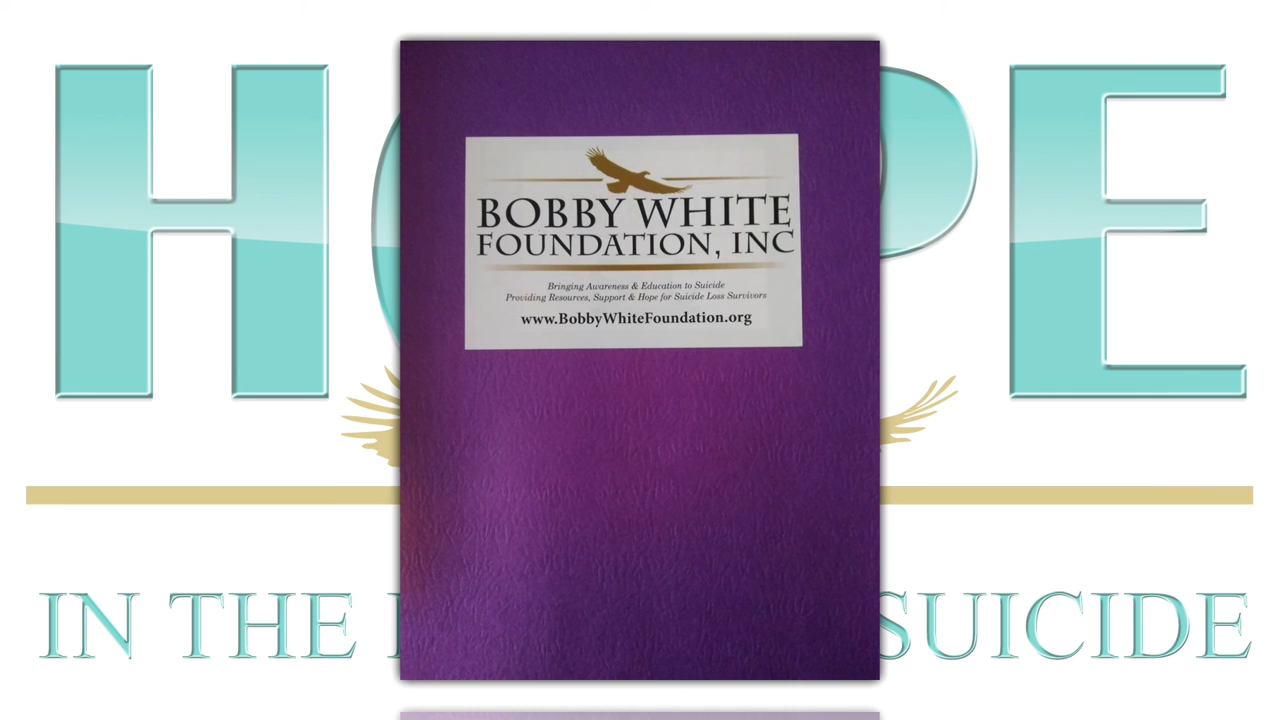 HOPE
BOBBY WHITE
FOUNDATION, INC
Bringing Awareness & Education to Suicide
Providing Resources, Support & Hope for Suicide Loss Survivors
www.BobbyWhiteFoundation.org
IN THE SUICIDE